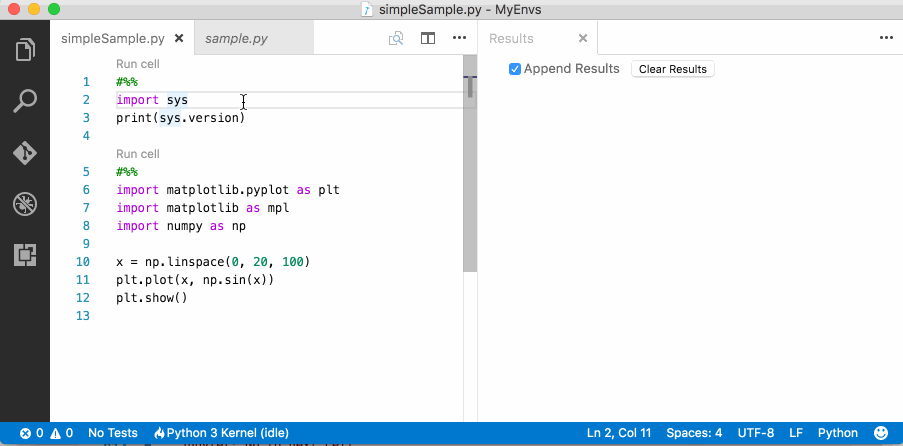 simpleSample.py - MyEnvs
simpleSample.py × sample.py
Results ×
Append Results Clear Results
Run cell
1 #%%
2 import sys
3 print(sys.version)
4
Run cell
5 #%%
6 import matplotlib.pyplot as plt
7 import matplotlib as mpl
8 import numpy as np
9
10 x = np.linspace(0, 20, 100)
11 plt.plot(x, np.sin(x))
12 plt.show()
13
0 0 No Tests Python 3 Kernel (idle) Ln 2, Col 11 Spaces: 4 UTF-8 LF Python